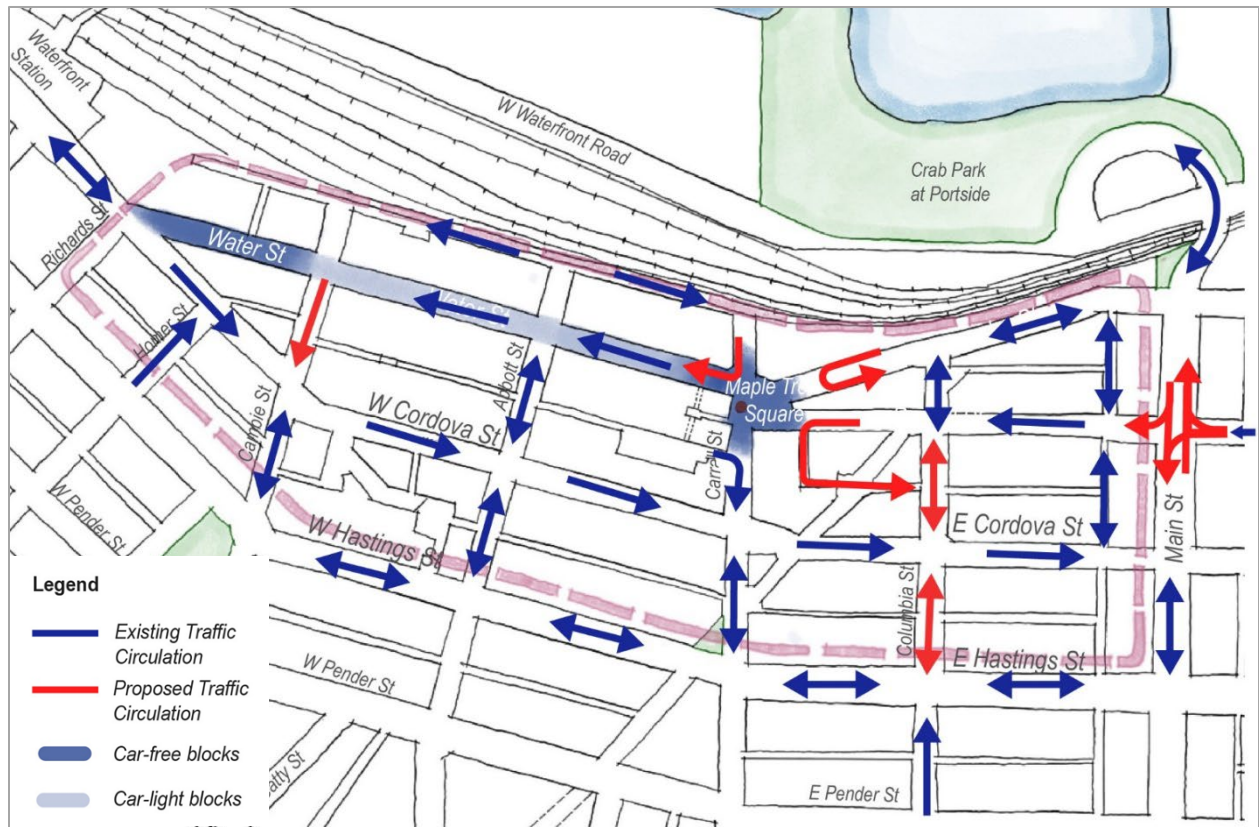 Waterfront
Station
W Waterfront Road
Crab Park
at Portside
Richards St
Water St
Water St
Homer St
Abbott St
Maple Tree
Square
W Cordova St
Cambie St
Carrall St
W Pender St
W Hastings St
E Cordova St
Main St
Columbia St
E Hastings St
W Pender St
E Pender St
atty St
Legend
Existing Traffic
Circulation
Proposed Traffic
Circulation
Car-free blocks
Car-light blocks